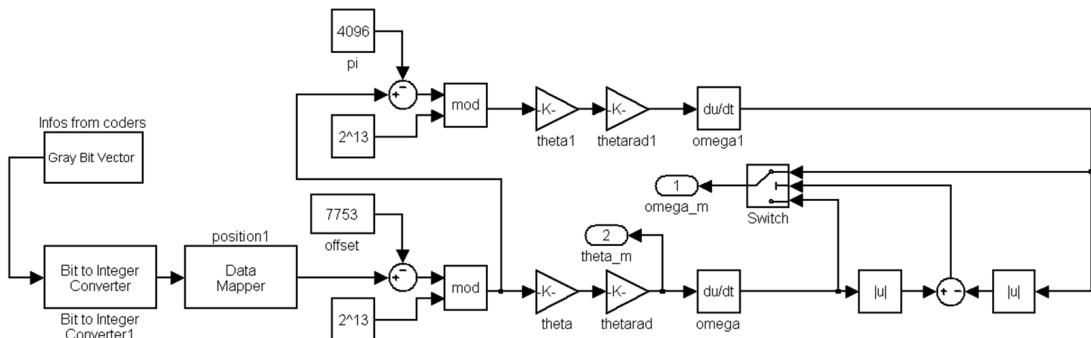 4096
pi
mod
2^13
-K-
theta1
-K-
thetarad1
du/dt
omega1
Infos from coders
Gray Bit Vector
1
omega_m
Switch
7753
offset
2
theta_m
position1
Bit to Integer
Converter
Data
Mapper
Bit to Integer
Converter1
mod
2^13
-K-
theta
-K-
thetarad
du/dt
omega
|u|
|u|